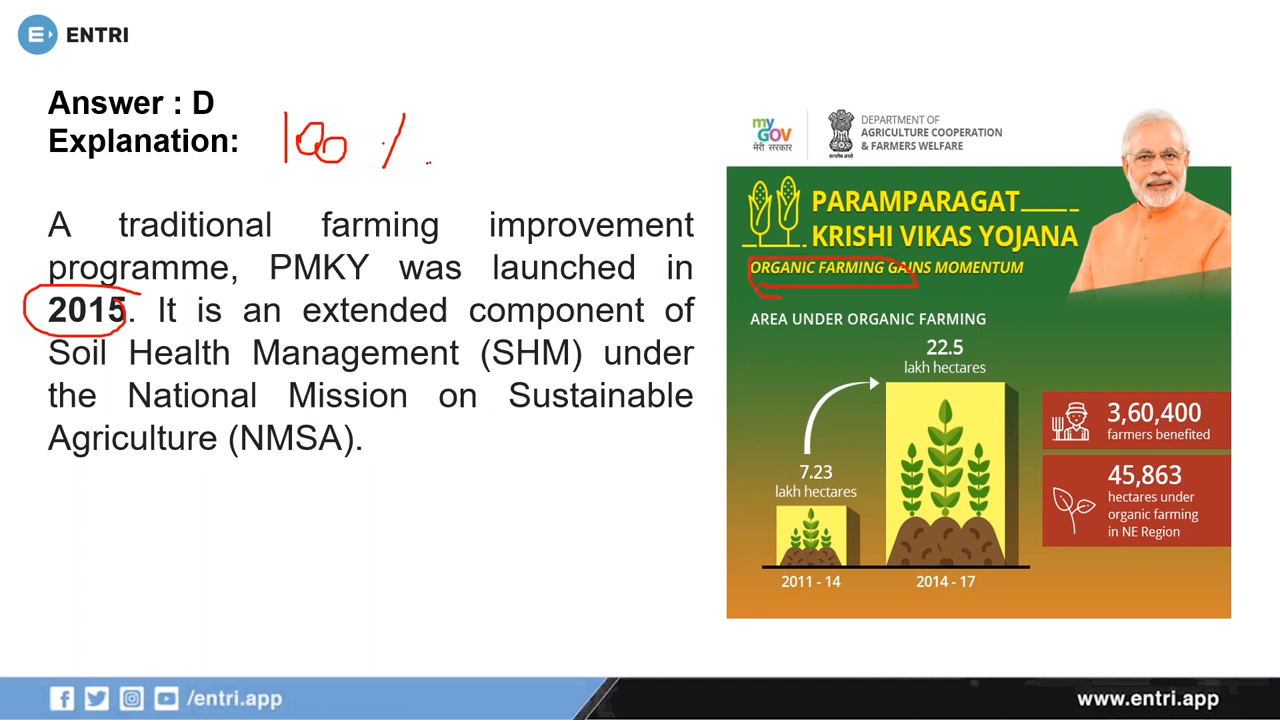 ENTRI
Answer : D
Explanation:
100 %
A traditional farming improvement
programme, PMKY was launched in
2015. It is an extended component of
Soil Health Management (SHM) under
the National Mission on Sustainable
Agriculture (NMSA).
my
GOV
मेरी सरकार
सत्यमेव जयते
DEPARTMENT OF
AGRICULTURE COOPERATION
& FARMERS WELFARE
PARAMPARAGAT
KRISHI VIKAS YOJANA
ORGANIC FARMING GAINS MOMENTUM
AREA UNDER ORGANIC FARMING
22.5
lakh hectares
7.23
lakh hectares
2011 - 14
2014 - 17
3,60,400
farmers benefited
45,863
hectares under
organic farming
in NE Region
/entri.app
www.entri.app